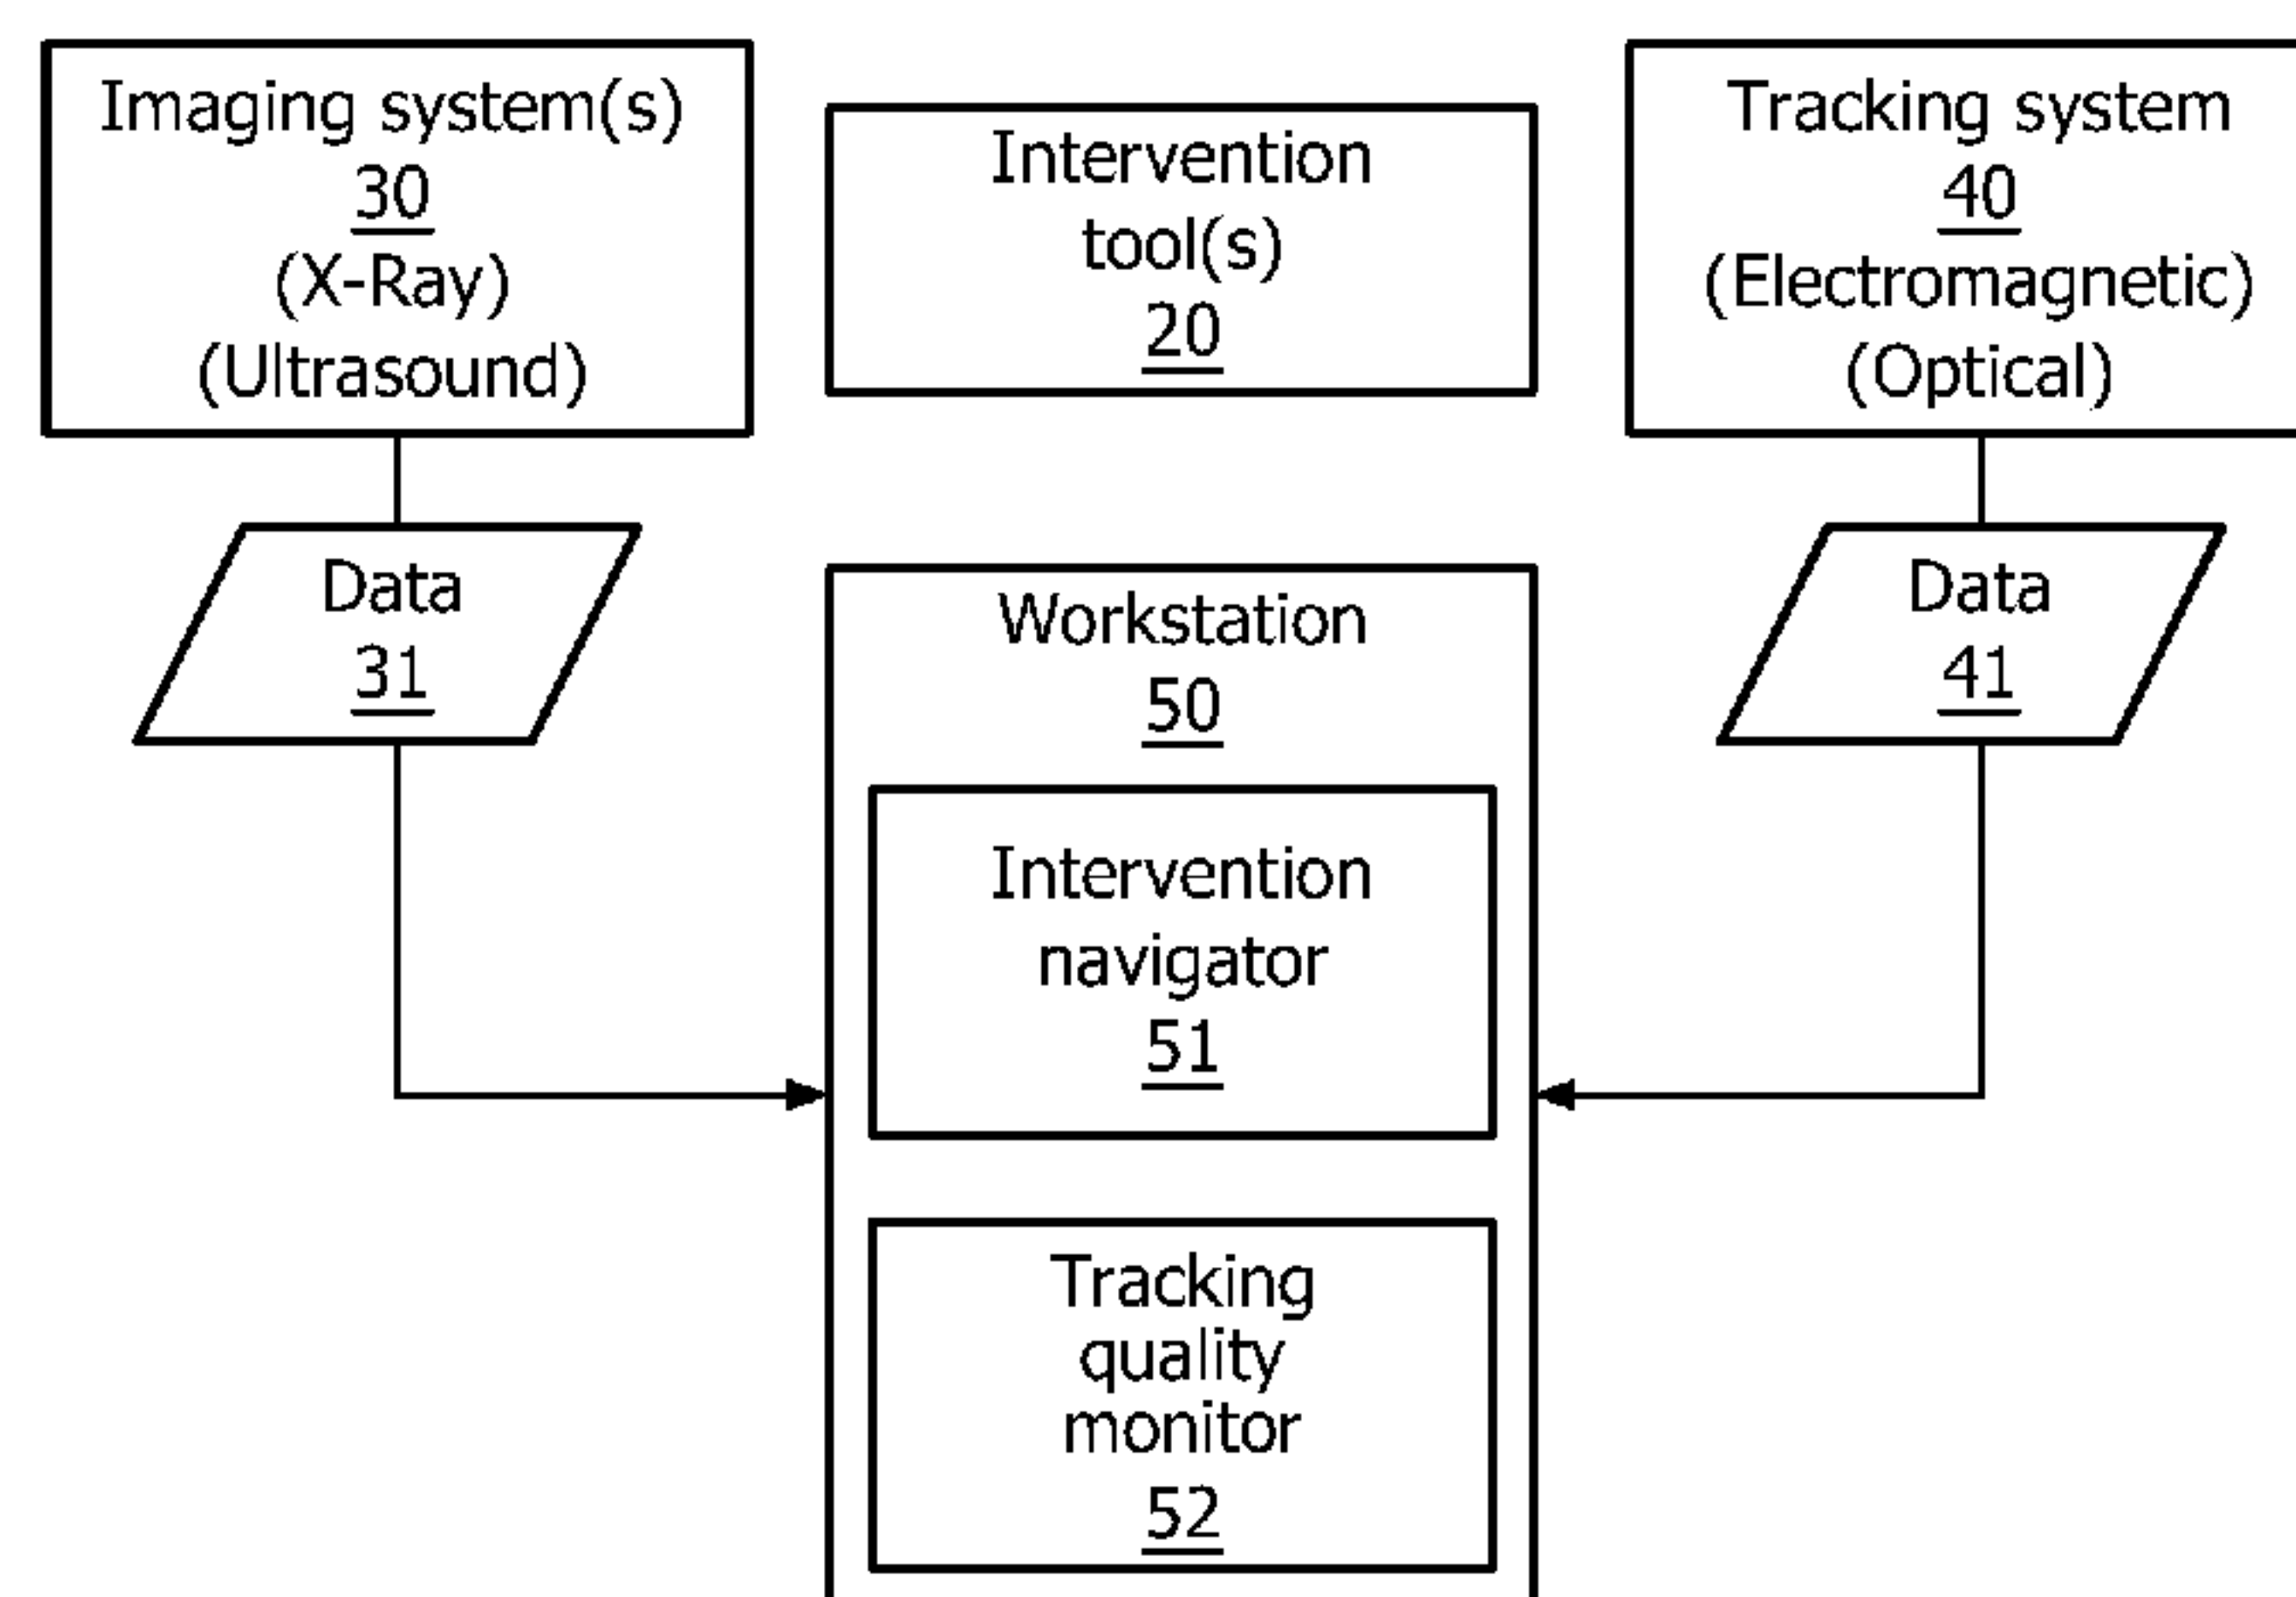 Imaging system(s)
30
(X-Ray)
(Ultrasound)
Intervention
tool(s)
20
Tracking system
40
(Electromagnetic)
(Optical)
Data
31
Data
41
Workstation
50
Intervention
navigator
51
Tracking
quality
monitor
52